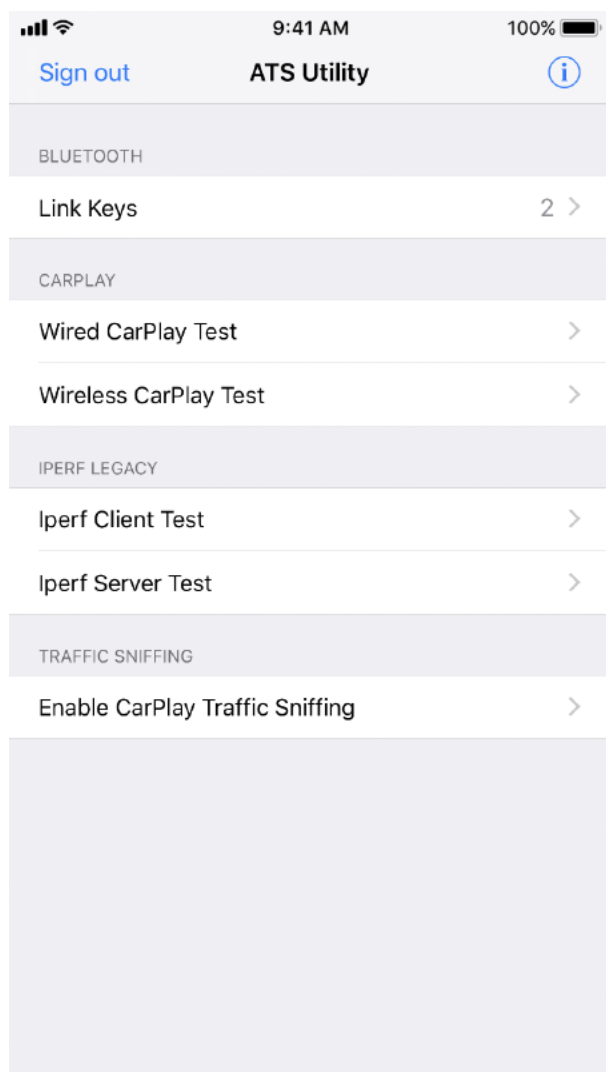 9:41 AM 100%
Sign out ATS Utility
BLUETOOTH
Link Keys 2
CARPLAY
Wired CarPlay Test
Wireless CarPlay Test
IPERF LEGACY
Iperf Client Test
Iperf Server Test
TRAFFIC SNIFFING
Enable CarPlay Traffic Sniffing